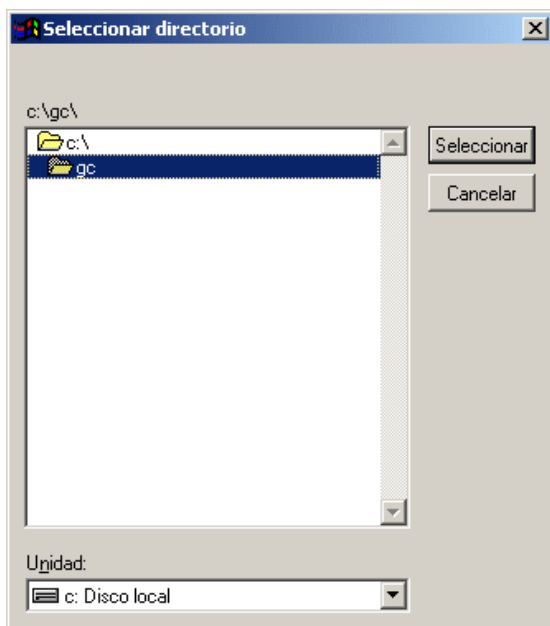 Seleccionar directorio
c:\gc\
c:\
gc
Seleccionar
Cancelar
Unidad:
c: Disco local